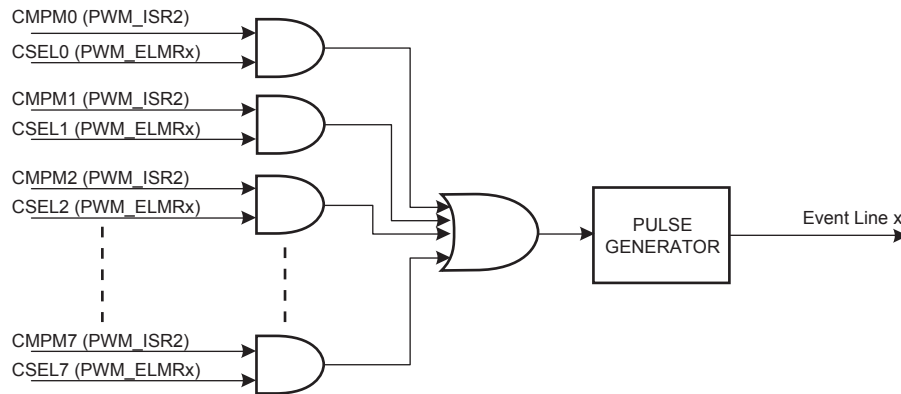 CMPM0 (PWM_ISR2)
CSEL0 (PWM_ELMRx)
CMPM1 (PWM_ISR2)
CSEL1 (PWM_ELMRx)
CMPM2 (PWM_ISR2)
CSEL2 (PWM_ELMRx)
CMPM7 (PWM_ISR2)
CSEL7 (PWM_ELMRx)
PULSE
GENERATOR
Event Line x